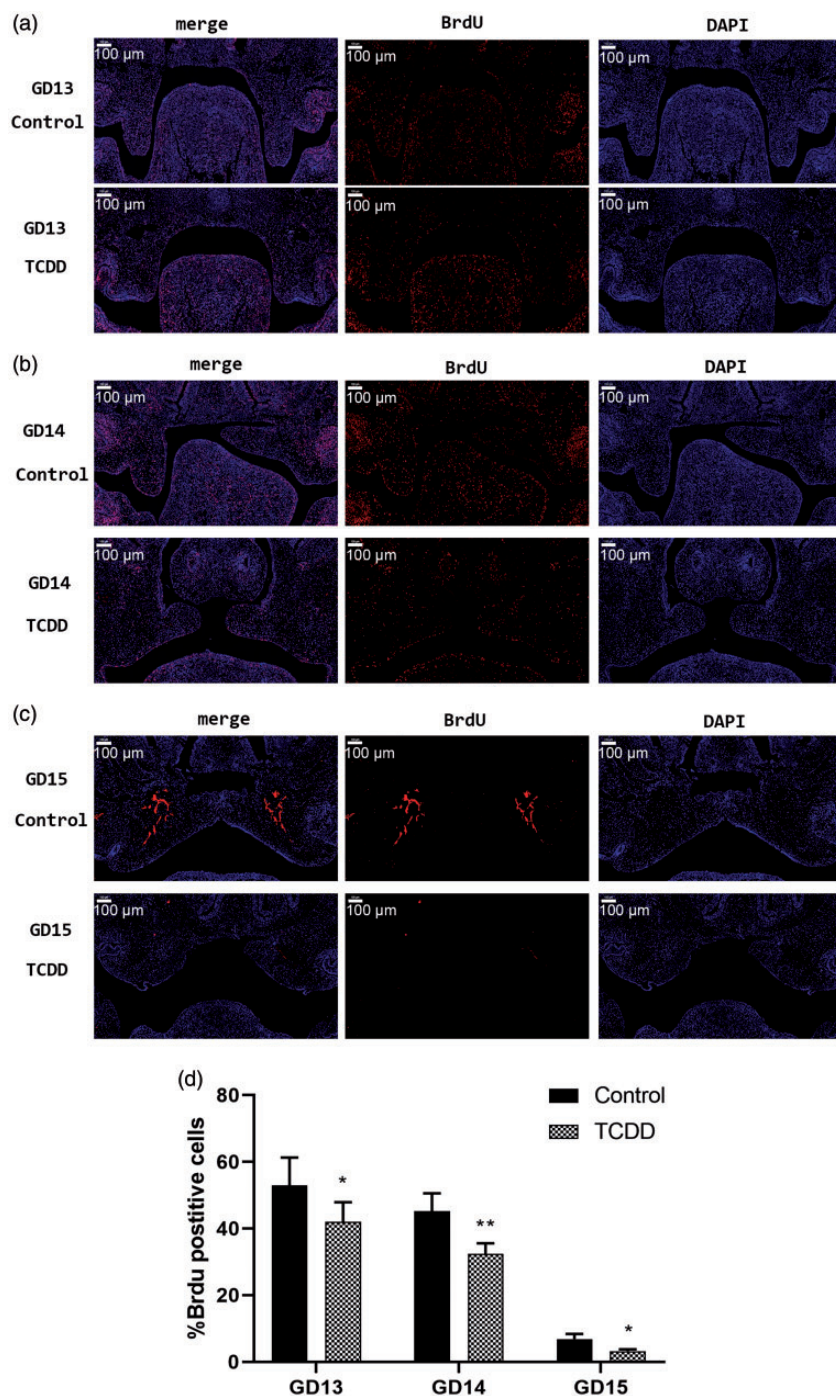 (a)
merge BrdU DAPI
GD13
Control
100 µm 100 µm 100 µm
GD13
TCDD
100 µm 100 µm 100 µm
(b)
merge BrdU DAPI
GD14
Control
100 µm 100 µm 100 µm
GD14
TCDD
100 µm 100 µm 100 µm
(c)
merge BrdU DAPI
GD15
Control
100 µm 100 µm 100 µm
GD15
TCDD
100 µm 100 µm 100 µm
(d)
%Brdu postitive cells
80
60
40
20
0
Control
TCDD
* ** *
GD13 GD14 GD15